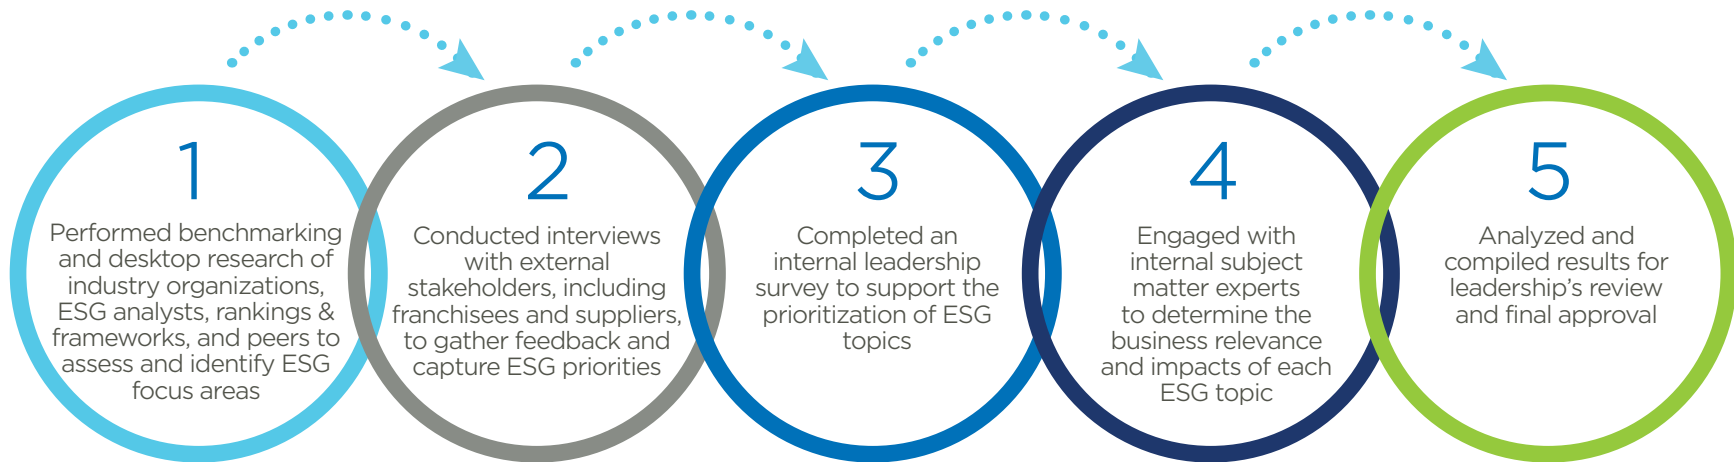 1
Performed benchmarking
and desktop research of
industry organizations,
ESG analysts, rankings &
frameworks, and peers to
assess and identify ESG
focus areas
2
Conducted interviews
with external
stakeholders, including
franchisees and suppliers,
to gather feedback and
capture ESG priorities
3
Completed an
internal leadership
survey to support the
prioritization of ESG
topics
4
Engaged with
internal subject
matter experts
to determine the
business relevance
and impacts of each
ESG topic
5
Analyzed and
compiled results for
leadership’s review
and final approval